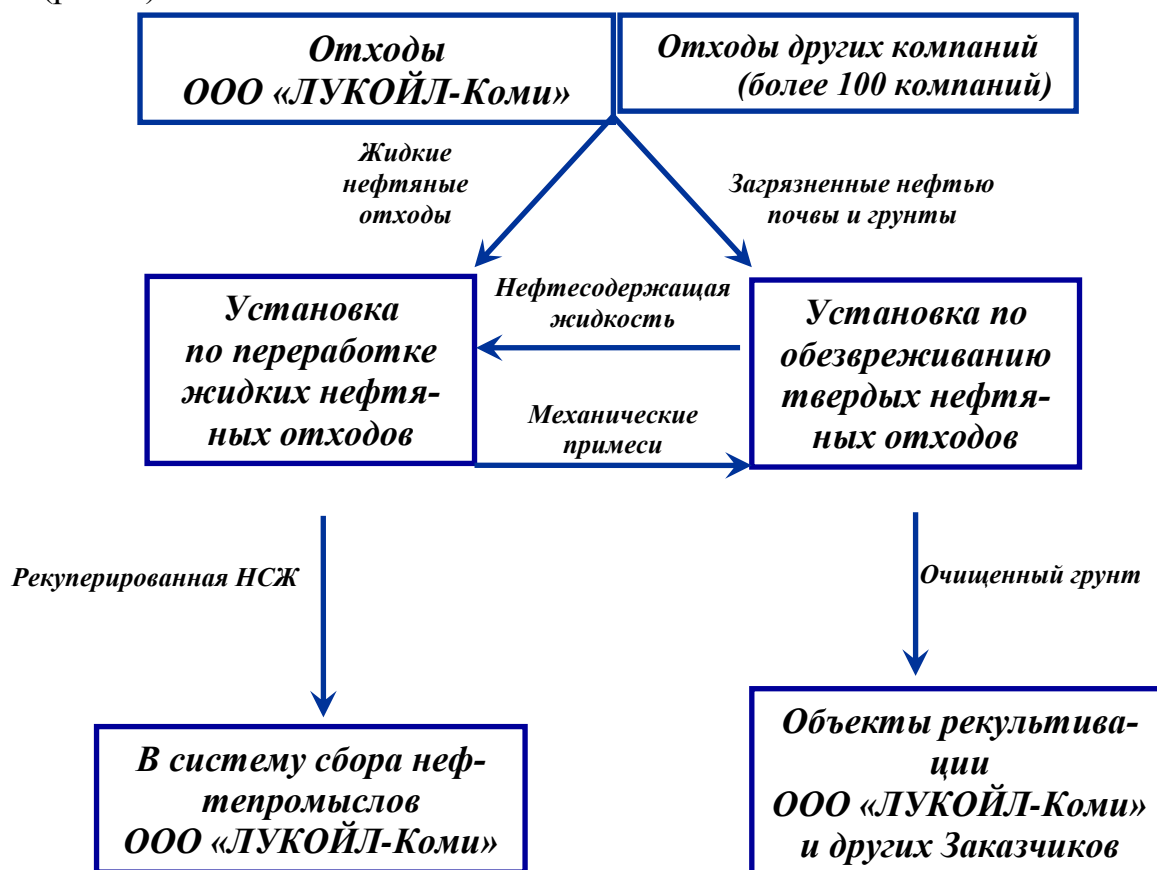 Отходы
ООО «ЛУКОЙЛ-Коми»
Отходы других компаний
(более 100 компаний)
Жидкие
нефтяные
отходы
Загрязненные нефтью
почвы и грунты
Установка
по переработке
жидких нефтя-
ных отходов
Нефтесодержащая
жидкость
Механические
примеси
Установка по
обезвреживанию
твердых нефтя-
ных отходов
Рекуперированная НСЖ
Очищенный грунт
В систему сбора неф-
тепромыслов
ООО «ЛУКОЙЛ-Коми»
Объекты рекультива-
ции
ООО «ЛУКОЙЛ-Коми»
и других Заказчиков